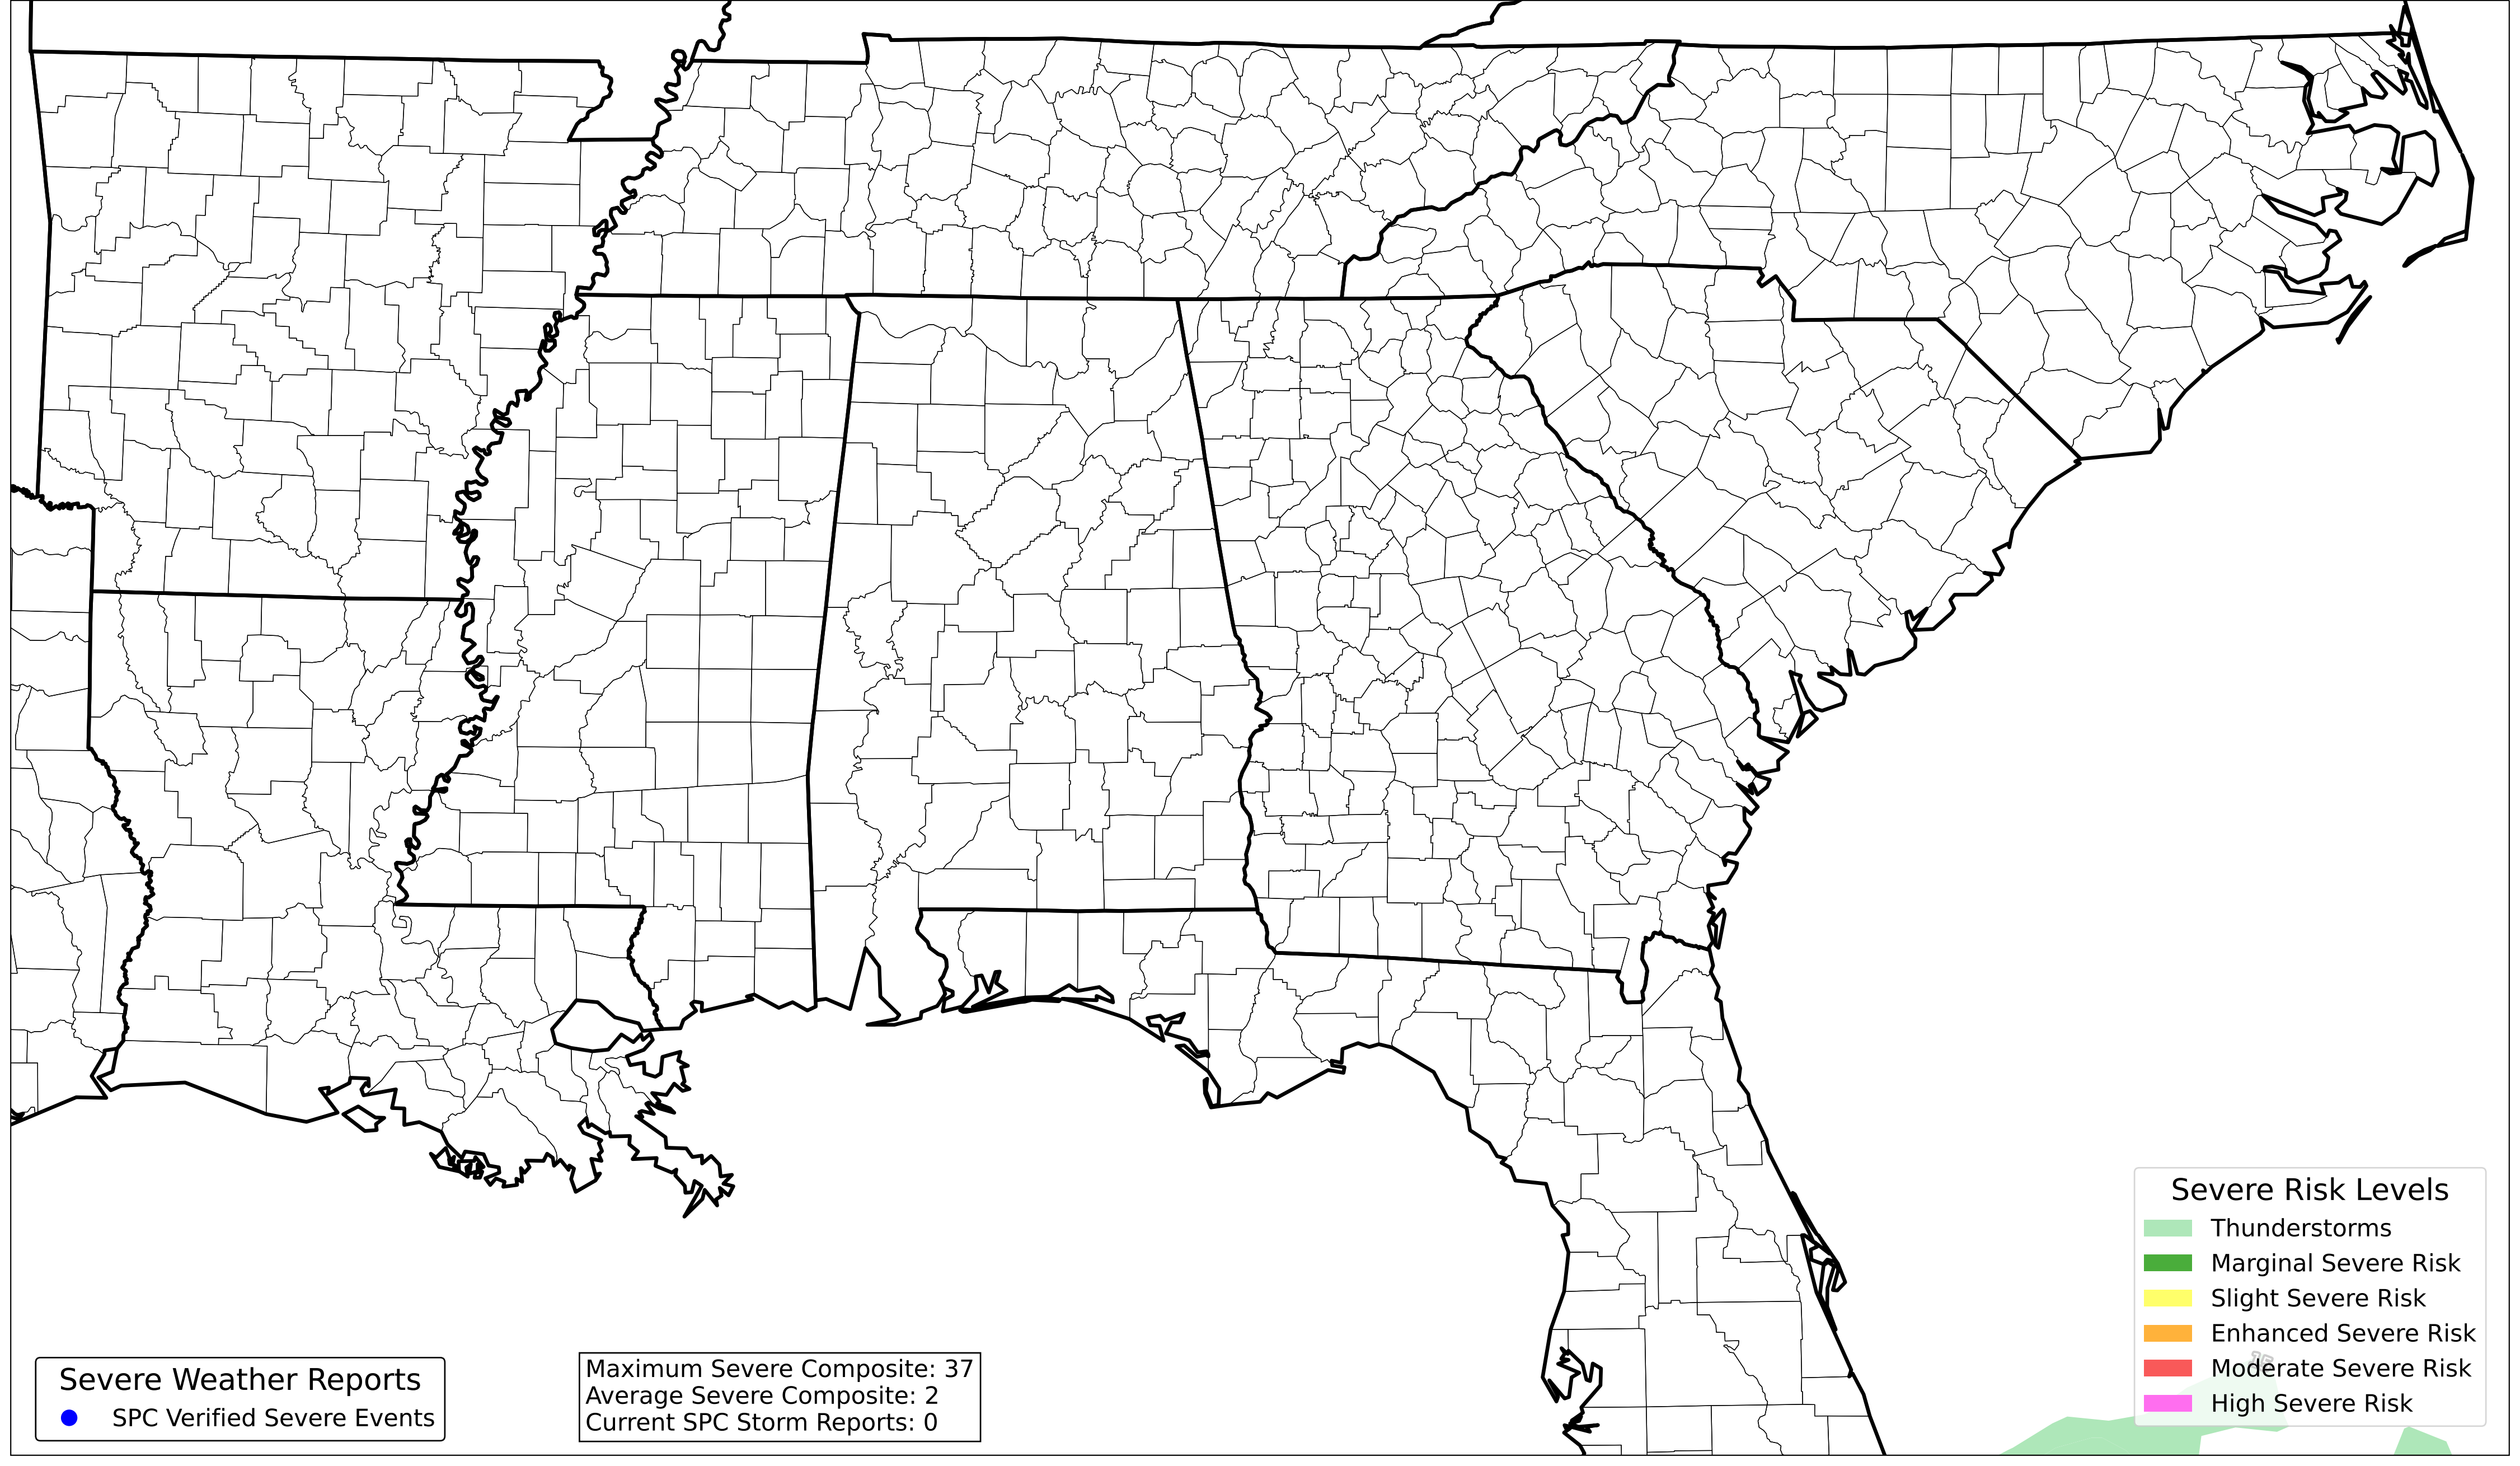 Severe Risk Levels
Thunderstorms
Marginal Severe Risk
Slight Severe Risk
Enhanced Severe Risk
Moderate Severe Risk
High Severe Risk
Severe Weather Reports
SPC Verified Severe Events
Maximum Severe Composite: 37
Average Severe Composite: 2
Current SPC Storm Reports: 0